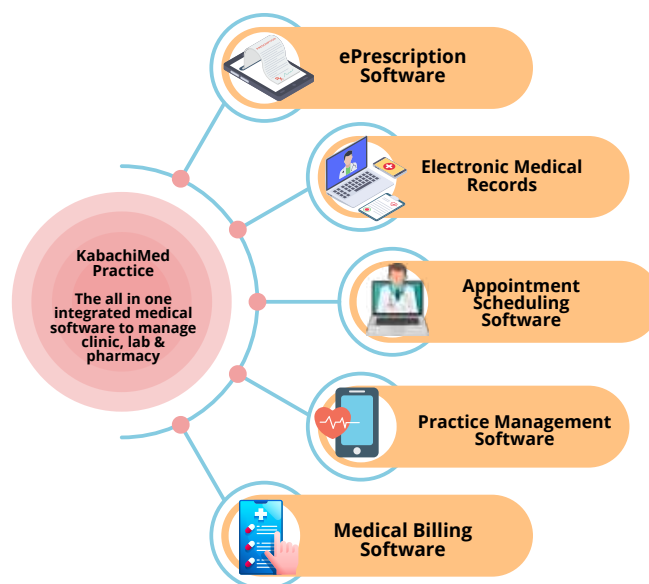 ePrescription
Software
Electronic Medical
Records
KabachiMed
Practice
The all in one
integrated medical
software to manage
clinic, lab &
pharmacy
Appointment
Scheduling
Software
Practice Management
Software
Medical Billing
Software